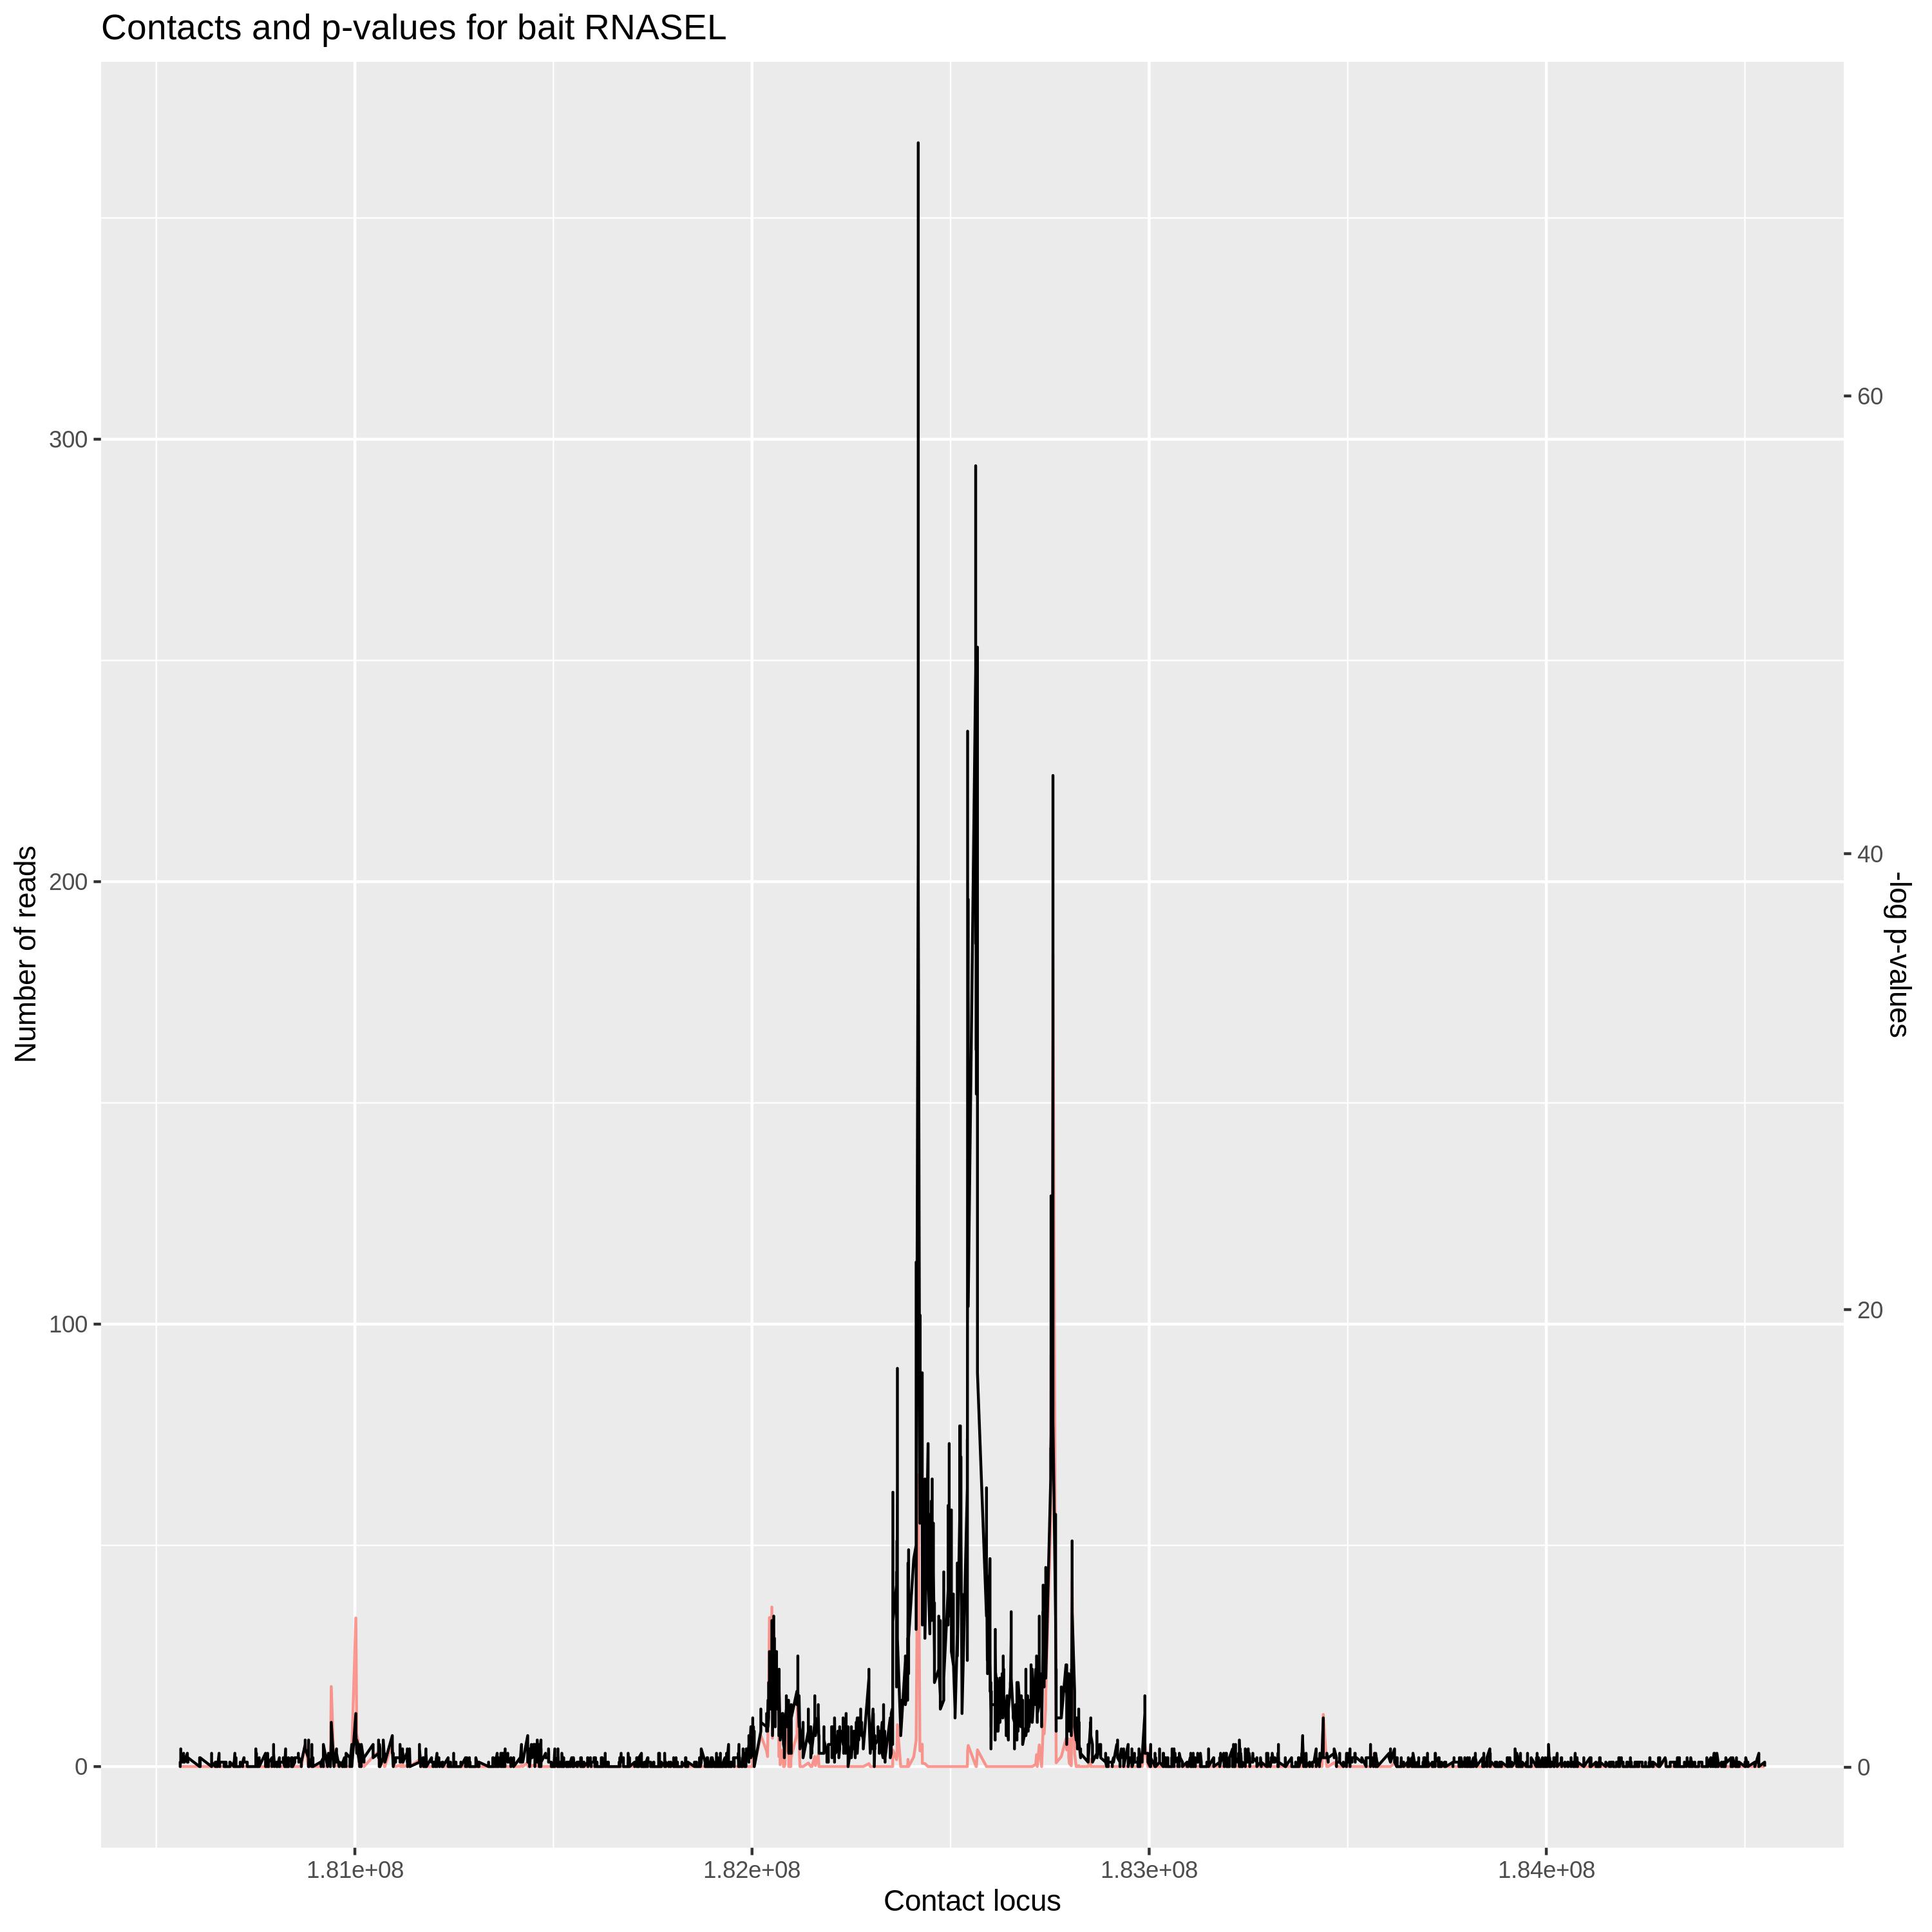 Contacts and p-values for bait RNASEL
300
200
100
0
Number of reads
60
40
20
0
-log p-values
1.81e+08
1.82e+08
1.83e+08
1.84e+08
Contact locus